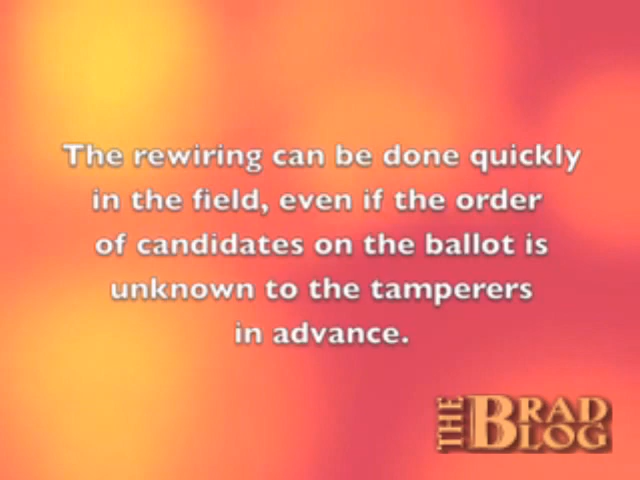 The rewiring can be done quickly
in the field, even if the order
of candidates on the ballot is
unknown to the tamperers
in advance.
THE BRAD
BLOG